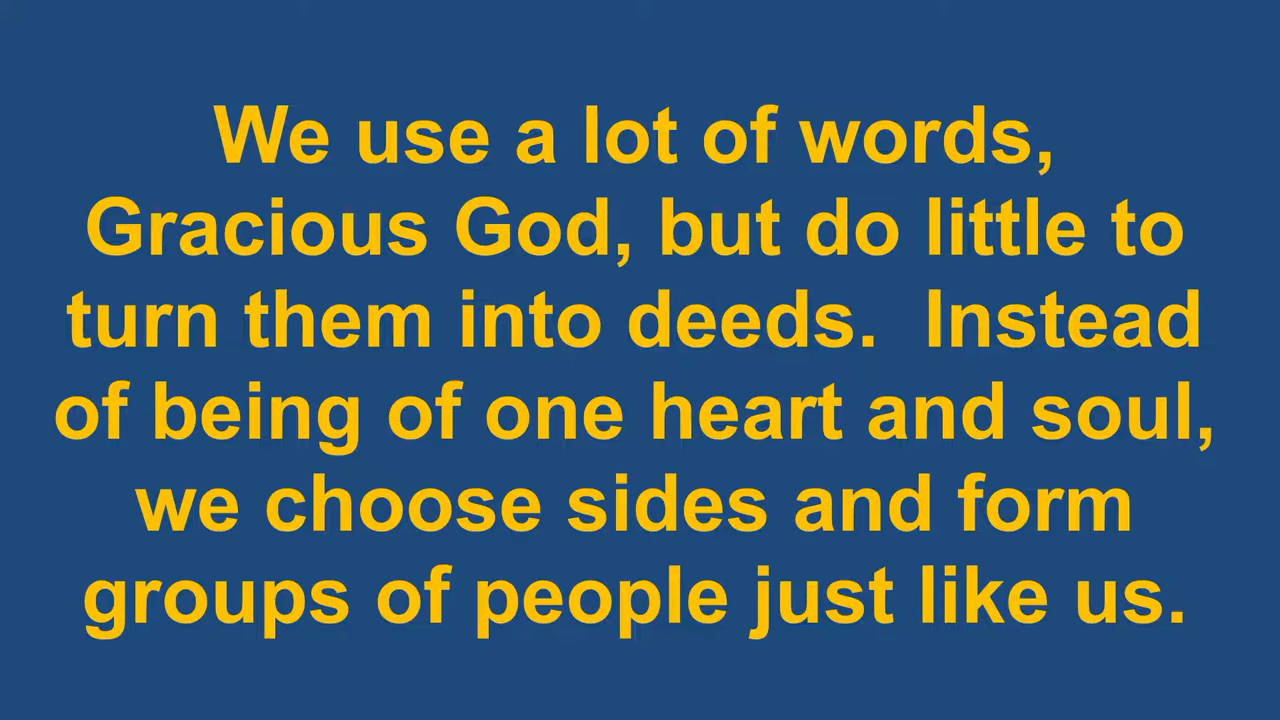 We use a lot of words,
Gracious God, but do little to
turn them into deeds.  Instead
of being of one heart and soul,
we choose sides and form
groups of people just like us.